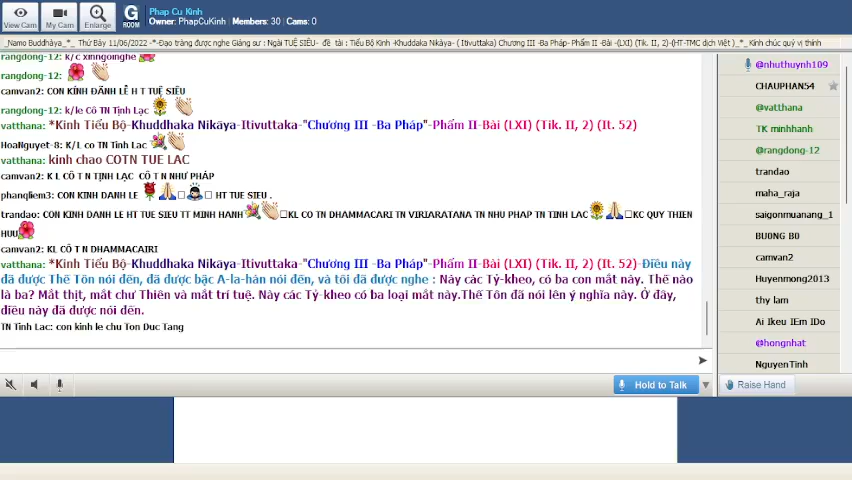 Phap Cu Kinh
Owner: PhapCuKinh | Members: 30 | Cams: 0
View Cam
My Cam
Enlarge
G
ROOM
_Namo Buddhāya_*_ Thứ Bảy 11/06/2022 -*-Đạo tràng được nghe Giảng sư : Ngài TUỆ SIÊU- đề tài : Tiểu Bộ Kinh -Khuddaka Nikàya- ( Itivuttaka) Chương III -Ba Pháp- Phẩm II -Bài -(LXI) (Tik. II, 2)-(HT-TMC dịch Việt )_*_ Kính chúc quý vị thính
rangdong-12: k/c xinngonghe
rangdong-12:
camvan2: CON KÍNH ĐÃNH LỄ H T TUỆ SIÊU
rangdong-12: k/le Cô TN Tịnh Lạc
vatthana: *Kinh Tiểu Bộ-Khuddhaka Nikāya-Itivuttaka-"Chương III -Ba Pháp"-Phẩm II-Bài (LXI) (Tik. II, 2) (It. 52)
HoaNguyet-8: K/L co TN Tinh Lac
vatthana: kinh chao COTN TUE LAC
camvan2: K L CÔ T N TỊNH LẠC CÔ T N NHƯ PHÁP
phanqliem3: CON KINH DANH LE HT TUE SIEU .
trandao: CON KINH DANH LE HT TUE SIEU TT MINH HANH KL CO TN DHAMMACARI TN VIRIARATANA TN NHU PHAP TN TINH LAC KC QUY THIEN
HUU
camvan2: KL CÔ T N DHAMMACAIRI
vatthana: *Kinh Tiểu Bộ-Khuddhaka Nikāya-Itivuttaka-"Chương III -Ba Pháp"-Phẩm II-Bài (LXI) (Tik. II, 2) (It. 52)-Điều này
đã được Thế Tôn nói đến, đã được bậc A-la-hán nói đến, và tôi đã được nghe : Này các Tỷ-kheo, có ba con mắt này. Thế nào
là ba? Mắt thịt, mắt chư Thiên và mắt trí tuệ. Này các Tỷ-kheo có ba loại mắt này.Thế Tôn đã nói lên ý nghĩa này. Ở đây,
điều này đã được nói đến.
TN Tinh Lac: con kinh le chu Ton Duc Tang
@nhuthuynh109
CHAUPHAN54
@vatthana
TK minhhanh
@rangdong-12
trandao
maha_raja
saigonmuanang_1
BU0NG B0
camvan2
Huyenmong2013
thy lam
Ai Ikeu IEm IDo
@hongnhat
NguyenTinh
Hold to Talk
Raise Hand